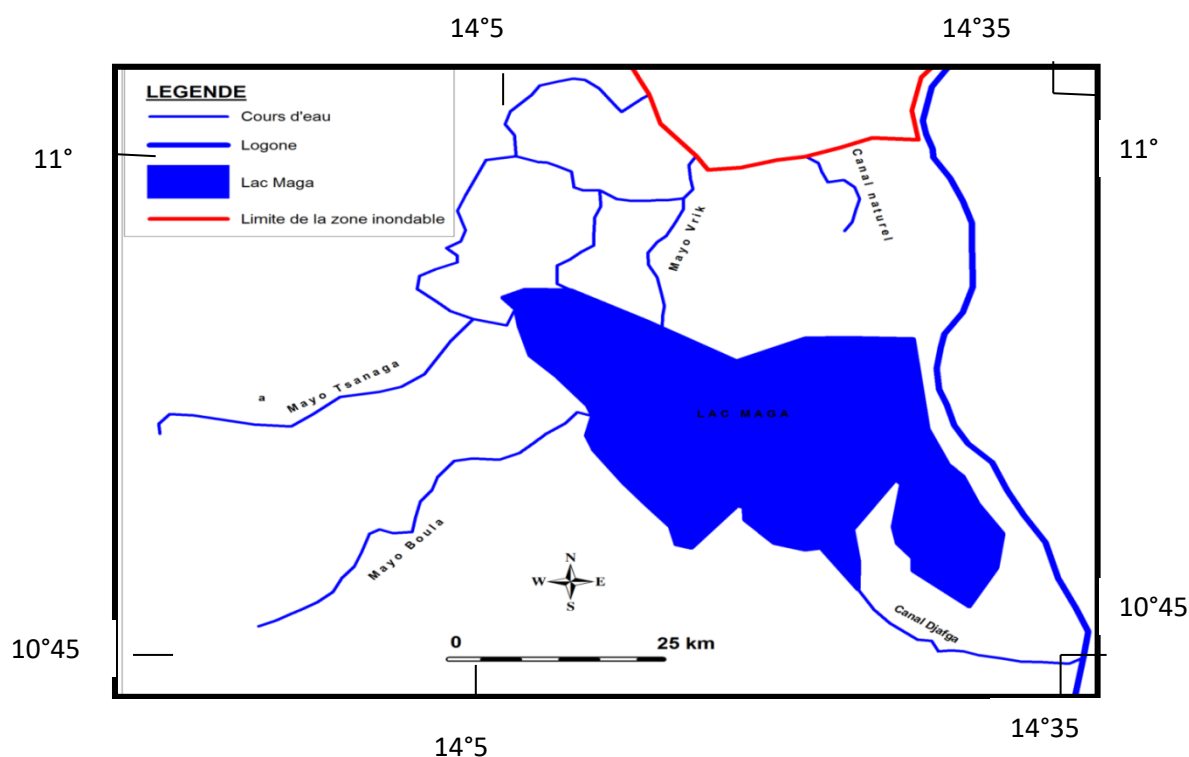 14°5
14°35
LEGENDE
Cours d'eau
Logone
Lac Maga
Limite de la zone inondable
11°
11°
Canal naturel
Mayo Vrik
a
Mayo Tsanaga
LAC MAGA
Mayo Boula
N
W
E
S
Canal Djafga
10°45
10°45
0
25 km
14°5
14°35